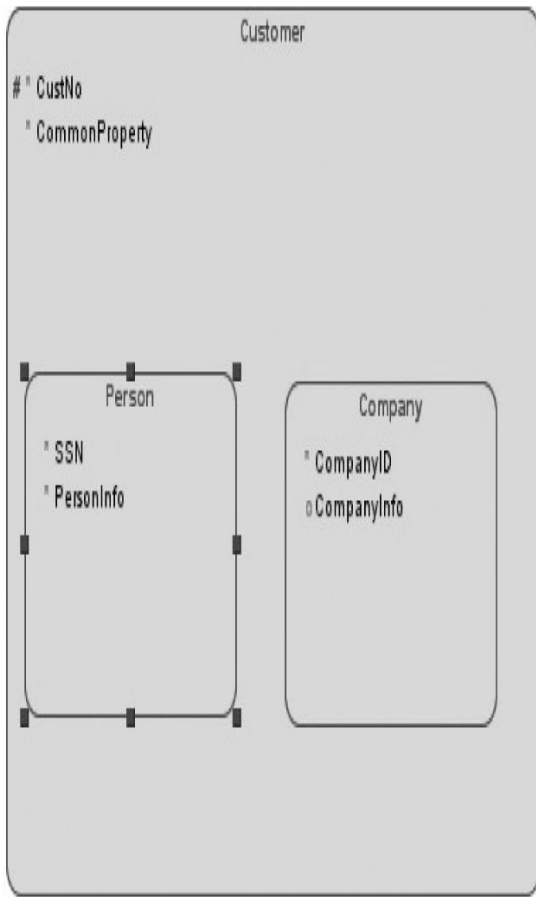 Customer
# * CustNo
* CommonProperty
Person
* SSN
* PersonInfo
Company
* CompanyID
o CompanyInfo